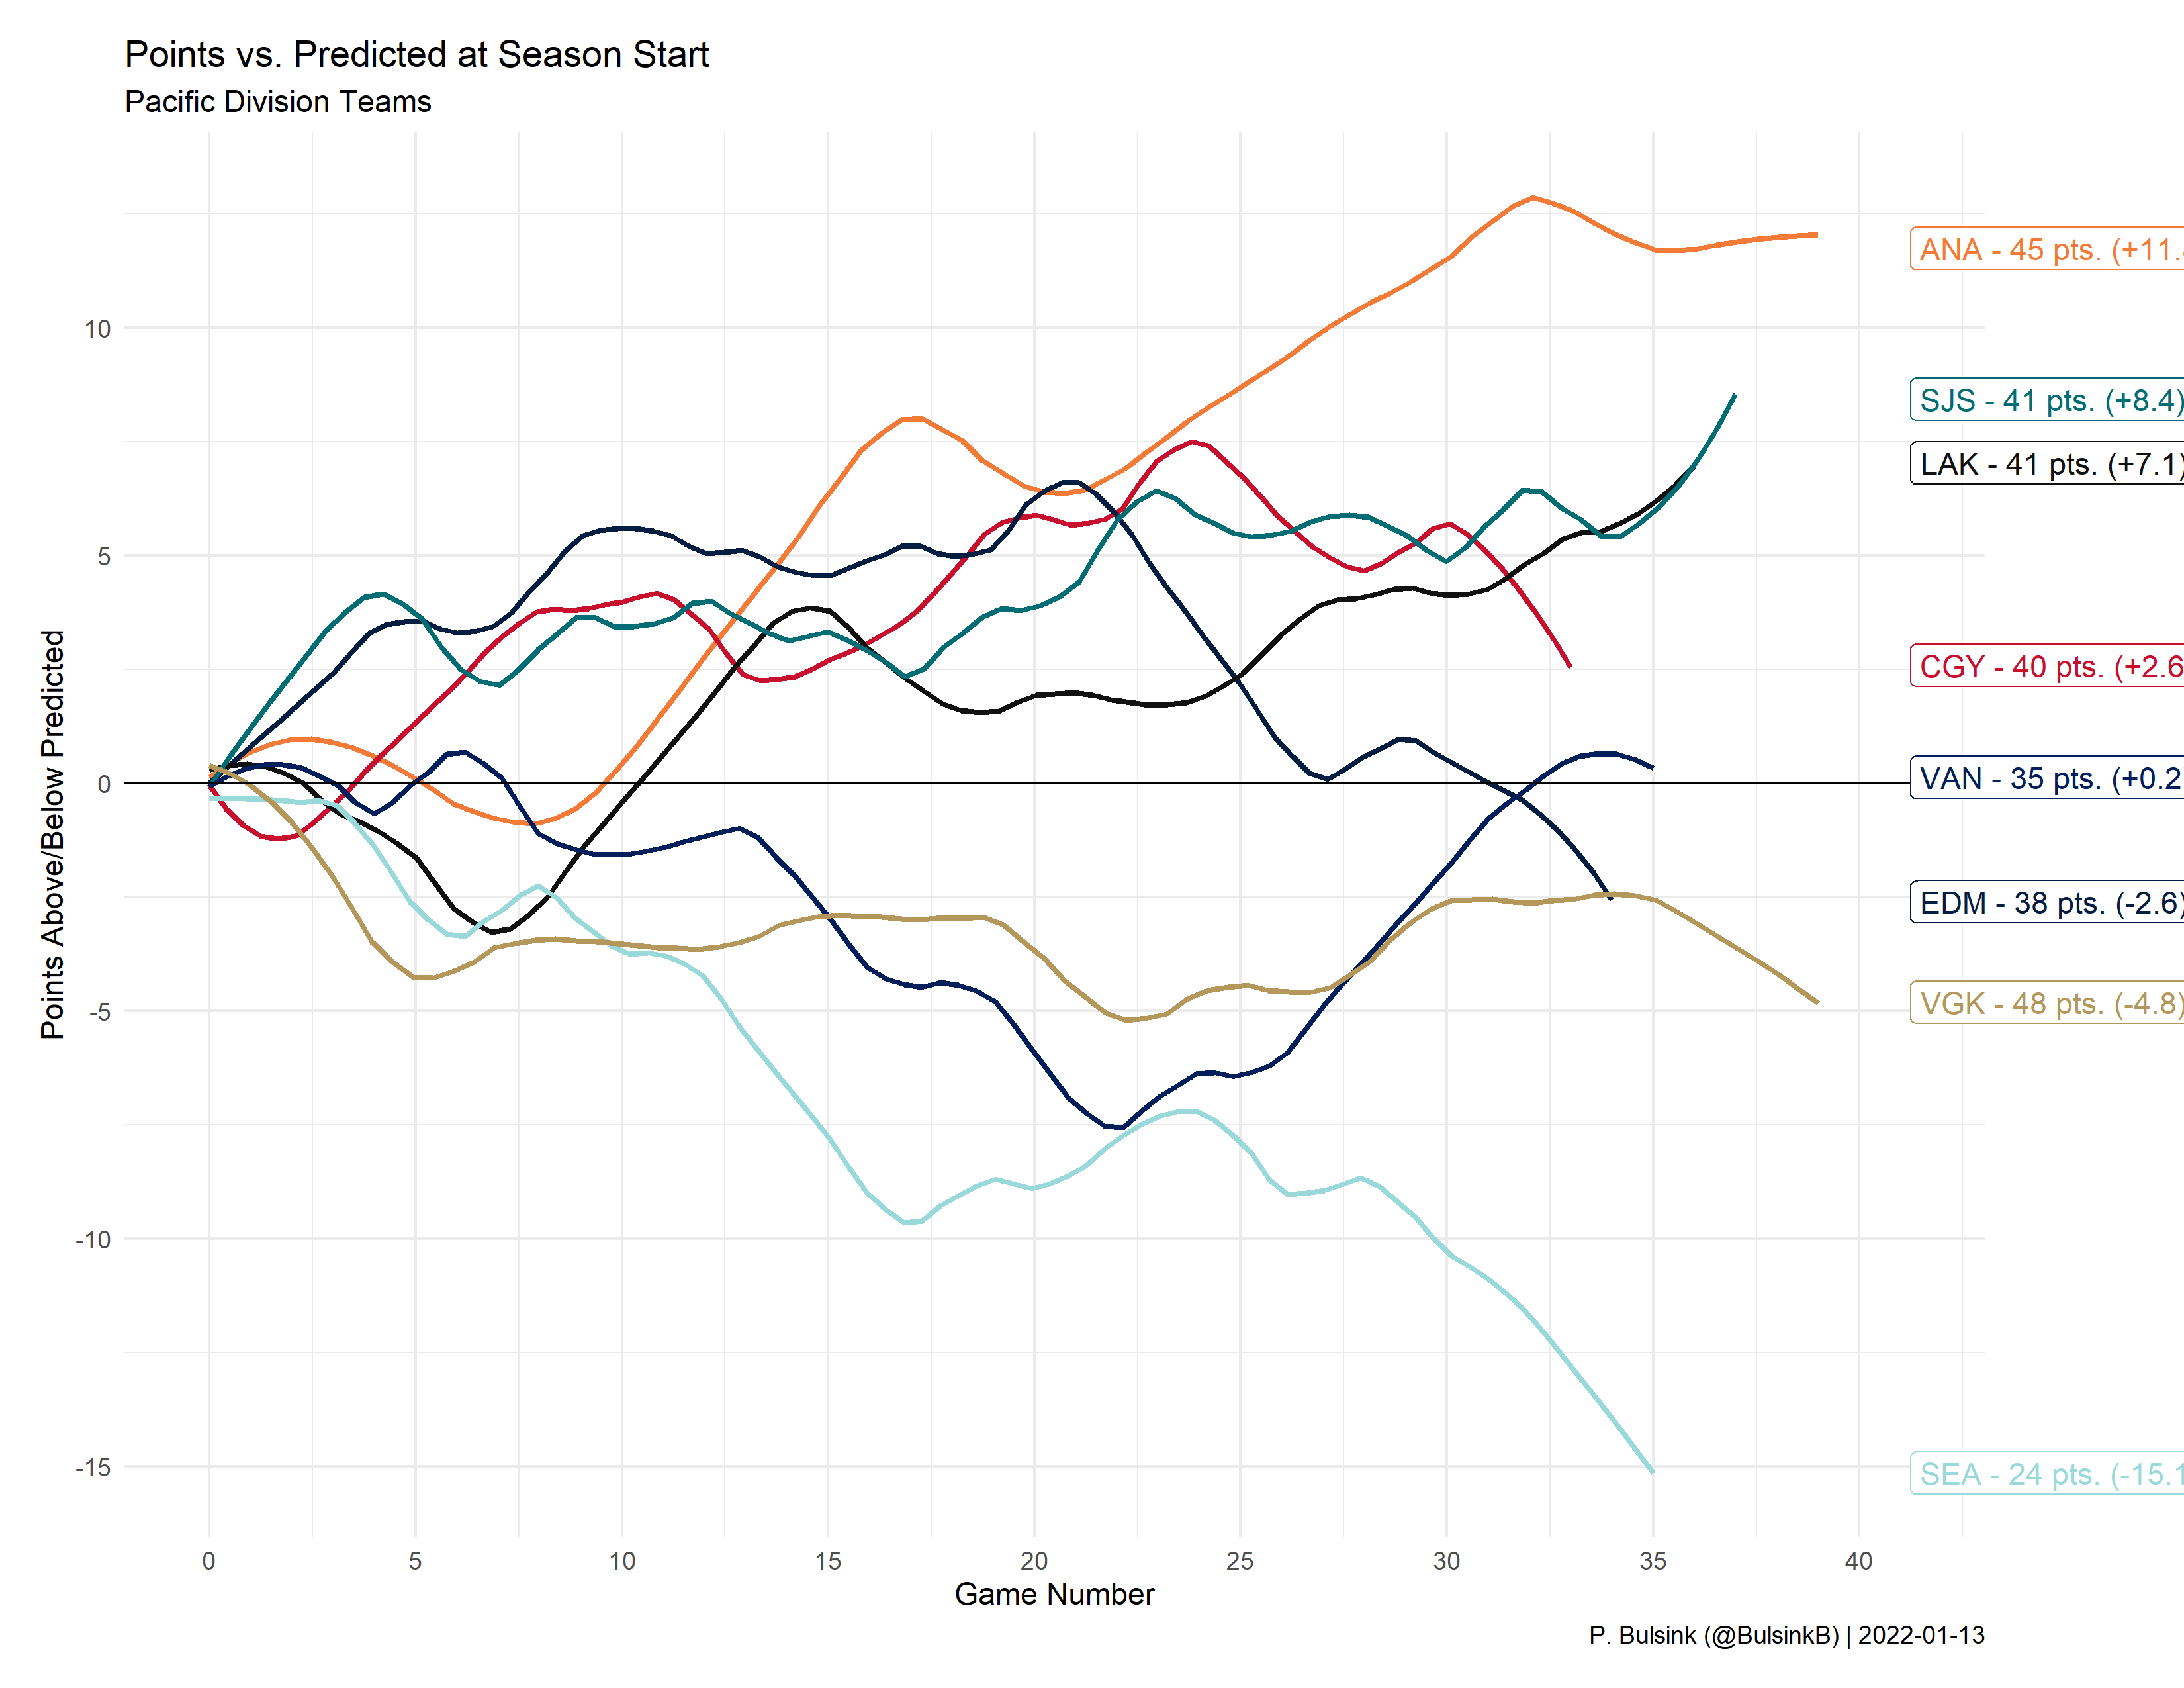 Points vs. Predicted at Season Start
Pacific Division Teams
Points Above/Below Predicted
10
5
0
-5
-10
-15
ANA - 45 pts. (+11.
SJS - 41 pts. (+8.4)
LAK - 41 pts. (+7.1)
CGY - 40 pts. (+2.6
VAN - 35 pts. (+0.2
EDM - 38 pts. (-2.6)
VGK - 48 pts. (-4.8)
SEA - 24 pts. (-15.1
0 5 10 15 20 25 30 35 40
Game Number
P. Bulsink (@BulsinkB) | 2022-01-13